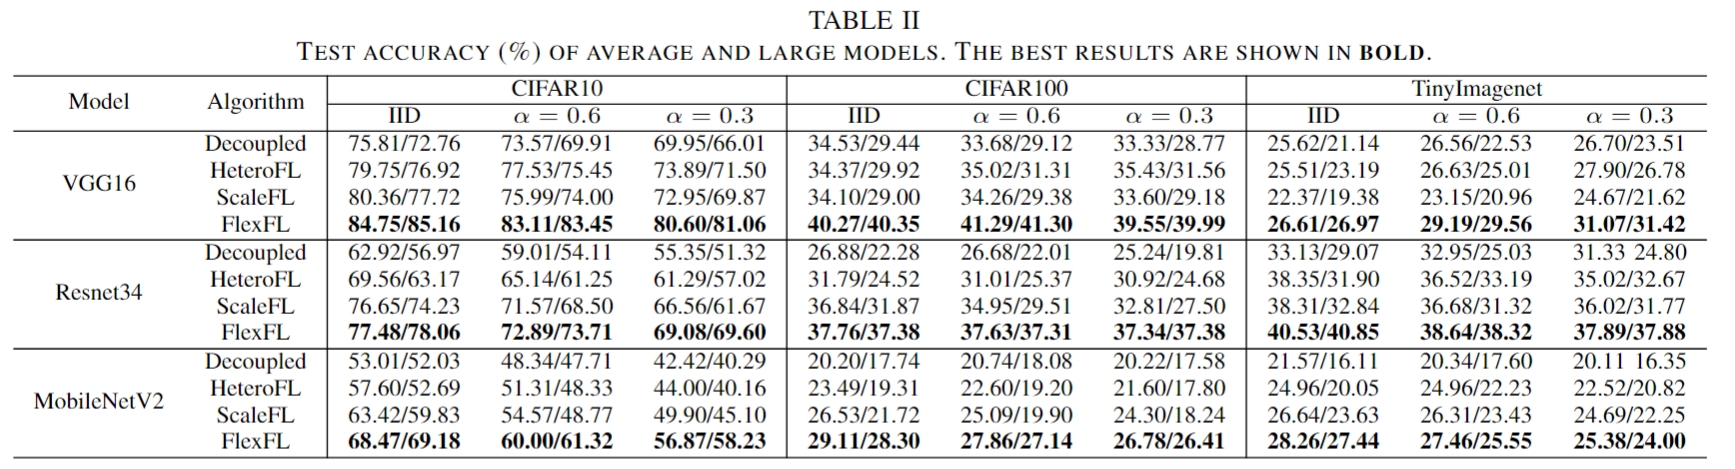 TABLE II
TEST ACCURACY (%) OF AVERAGE AND LARGE MODELS. THE BEST RESULTS ARE SHOWN IN BOLD.
Model Algorithm CIFAR10 CIFAR100 TinyImagenet
IID α = 0.6 α = 0.3 IID α = 0.6 α = 0.3 IID α = 0.6 α = 0.3
VGG16
Decoupled 75.81/72.76 73.57/69.91 69.95/66.01 34.53/29.44 33.68/29.12 33.33/28.77 25.62/21.14 26.56/22.53 26.70/23.51
HeteroFL 79.75/76.92 77.53/75.45 73.89/71.50 34.37/29.92 35.02/31.31 35.43/31.56 25.51/23.19 26.63/25.01 27.90/26.78
ScaleFL 80.36/77.72 75.99/74.00 72.95/69.87 34.10/29.00 34.26/29.38 33.60/29.18 22.37/19.38 23.15/20.96 24.67/21.62
FlexFL 84.75/85.16 83.11/83.45 80.60/81.06 40.27/40.35 41.29/41.30 39.55/39.99 26.61/26.97 29.19/29.56 31.07/31.42
Resnet34
Decoupled 62.92/56.97 59.01/54.11 55.35/51.32 26.88/22.28 26.68/22.01 25.24/19.81 33.13/29.07 32.95/25.03 31.33 24.80
HeteroFL 69.56/63.17 65.14/61.25 61.29/57.02 31.79/24.52 31.01/25.37 30.92/24.68 38.35/31.90 36.52/33.19 35.02/32.67
ScaleFL 76.65/74.23 71.57/68.50 66.56/61.67 36.84/31.87 34.95/29.51 32.81/27.50 38.31/32.84 36.68/31.32 36.02/31.77
FlexFL 77.48/78.06 72.89/73.71 69.08/69.60 37.76/37.38 37.63/37.31 37.34/37.38 40.53/40.85 38.64/38.32 37.89/37.88
MobileNetV2
Decoupled 53.01/52.03 48.34/47.71 42.42/40.29 20.20/17.74 20.74/18.08 20.22/17.58 21.57/16.11 20.34/17.60 20.11 16.35
HeteroFL 57.60/52.69 51.31/48.33 44.00/40.16 23.49/19.31 22.60/19.20 21.60/17.80 24.96/20.05 24.96/22.23 22.52/20.82
ScaleFL 63.42/59.83 54.57/48.77 49.90/45.10 26.53/21.72 25.09/19.90 24.30/18.24 26.64/23.63 26.31/23.43 24.69/22.25
FlexFL 68.47/69.18 60.00/61.32 56.87/58.23 29.11/28.30 27.86/27.14 26.78/26.41 28.26/27.44 27.46/25.55 25.38/24.00